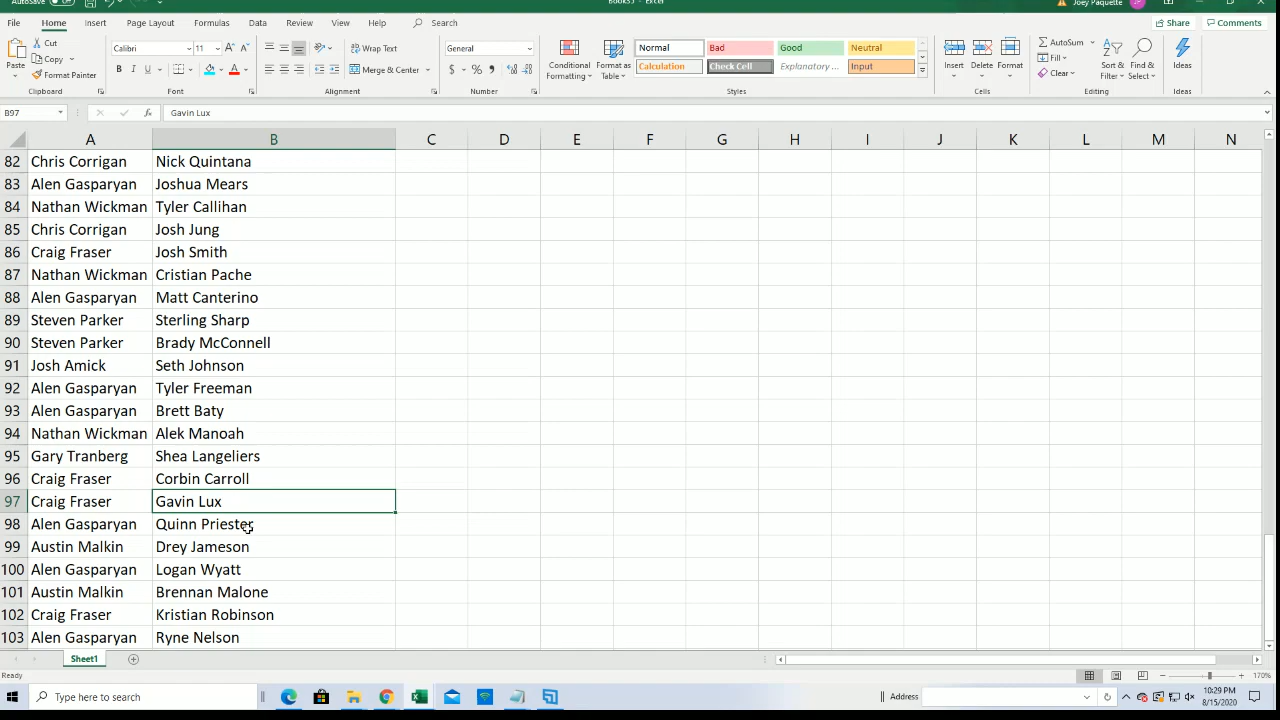 AutoSave Off Book33 - Excel Joey Paquette
File Home Insert Page Layout Formulas Data Review View Help Search Share Comments
Paste Cut Copy Format Painter Clipboard
Calibri 11 B I U Font
Wrap Text Merge & Center Alignment
General $ % Number
Conditional Formatting Format as Table
Normal Bad Good Neutral
Calculation Check Cell Explanatory ... Input
Styles
Insert Delete Format Cells
AutoSum Fill Clear Sort & Filter Find & Select Editing
Ideas Ideas
B97 fx Gavin Lux
A B C D E F G H I J K L M N
82 Chris Corrigan Nick Quintana
83 Alen Gasparyan Joshua Mears
84 Nathan Wickman Tyler Callihan
85 Chris Corrigan Josh Jung
86 Craig Fraser Josh Smith
87 Nathan Wickman Cristian Pache
88 Alen Gasparyan Matt Canterino
89 Steven Parker Sterling Sharp
90 Steven Parker Brady McConnell
91 Josh Amick Seth Johnson
92 Alen Gasparyan Tyler Freeman
93 Alen Gasparyan Brett Baty
94 Nathan Wickman Alek Manoah
95 Gary Tranberg Shea Langeliers
96 Craig Fraser Corbin Carroll
97 Craig Fraser Gavin Lux
98 Alen Gasparyan Quinn Priester
99 Austin Malkin Drey Jameson
100 Alen Gasparyan Logan Wyatt
101 Austin Malkin Brennan Malone
102 Craig Fraser Kristian Robinson
103 Alen Gasparyan Ryne Nelson
Sheet1
Ready 170%
Type here to search Address 10:29 PM
8/15/2020